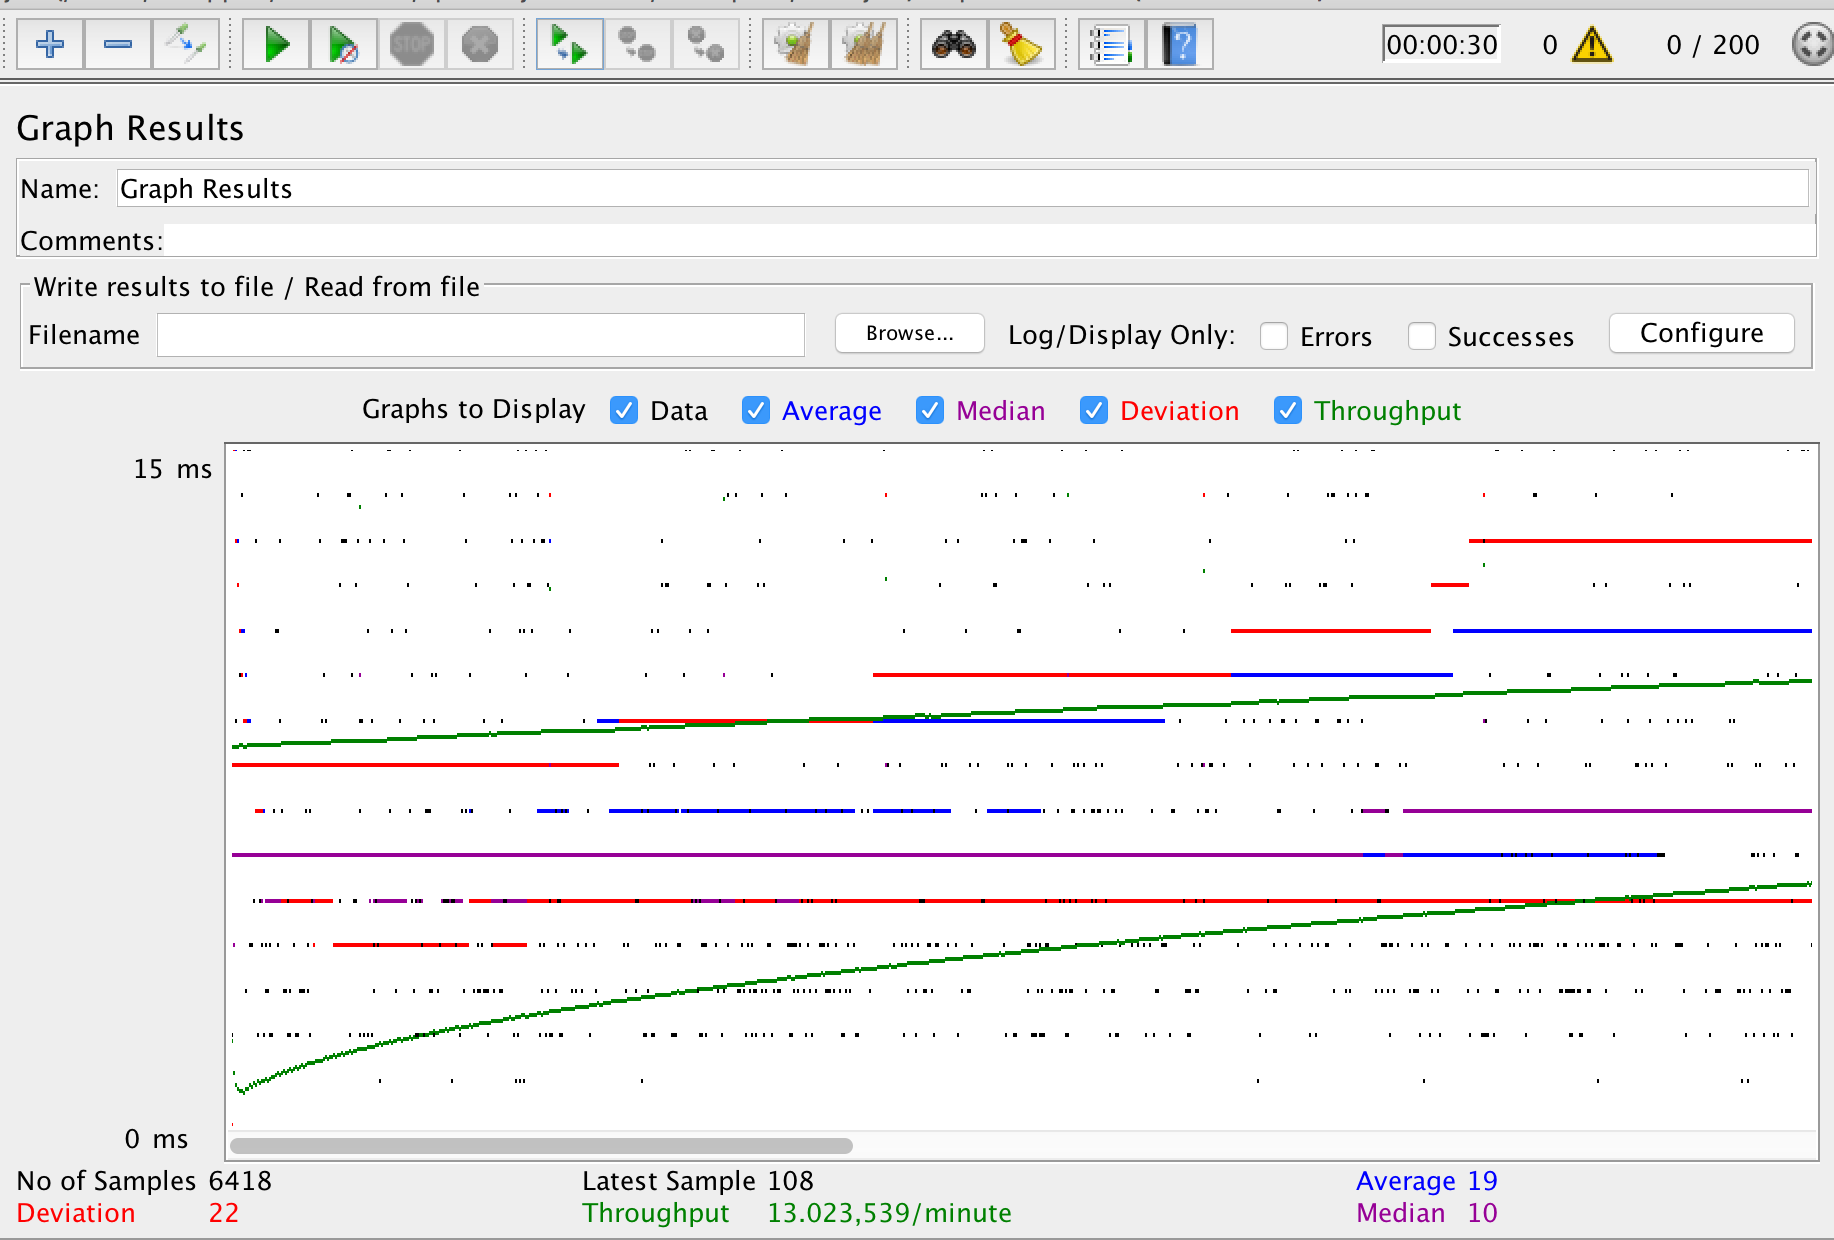 STOP
?
00:00:30 0 0 / 200
Graph Results
Name: Graph Results
Comments:
Write results to file / Read from file
Filename Browse... Log/Display Only: Errors Successes Configure
Graphs to Display Data Average Median Deviation Throughput
15 ms
0 ms
No of Samples 6418 Latest Sample 108 Average 19
Deviation 22 Throughput 13.023,539/minute Median 10